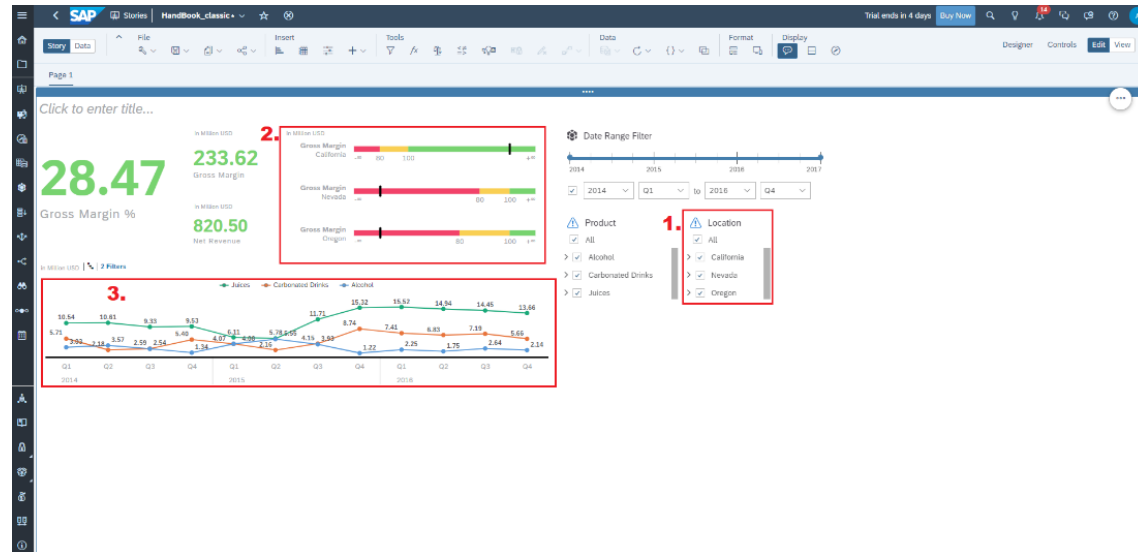 SAP Stories HandBook_classic Trial ends in 4 days Buy Now 14
Story Data File Insert Tools Data Format Display Designer Controls Edit View
Page 1
Click to enter title...
28.47
Gross Margin %
In Million USD
233.62
Gross Margin
In Million USD
820.50
Net Revenue
2.
In Million USD
Gross Margin
California
-∞ 80 100 +∞
Gross Margin
Nevada
80 100 +∞
Gross Margin
Oregon
80 100 +∞
Date Range Filter
2014 2015 2016 2017
2014 Q1 to 2016 Q4
Product
All
Alcohol
Carbonated Drinks
Juices
1.
Location
All
California
Nevada
Oregon
In Million USD 2 Filters
3.
Juices Carbonated Drinks Alcohol
10.54 10.61 9.33 9.51 6.11 5.78 11.71 15.32 15.52 14.94 14.45 13.66
5.71 2.18 2.59 5.40 4.07 2.16 3.93 8.74 7.41 6.83 7.19 5.66
3.57 2.54 1.34 4.15 1.22 2.25 1.75 2.64 2.14
Q1 Q2 Q3 Q4 Q1 Q2 Q3 Q4 Q1 Q2 Q3 Q4
2014 2015 2016